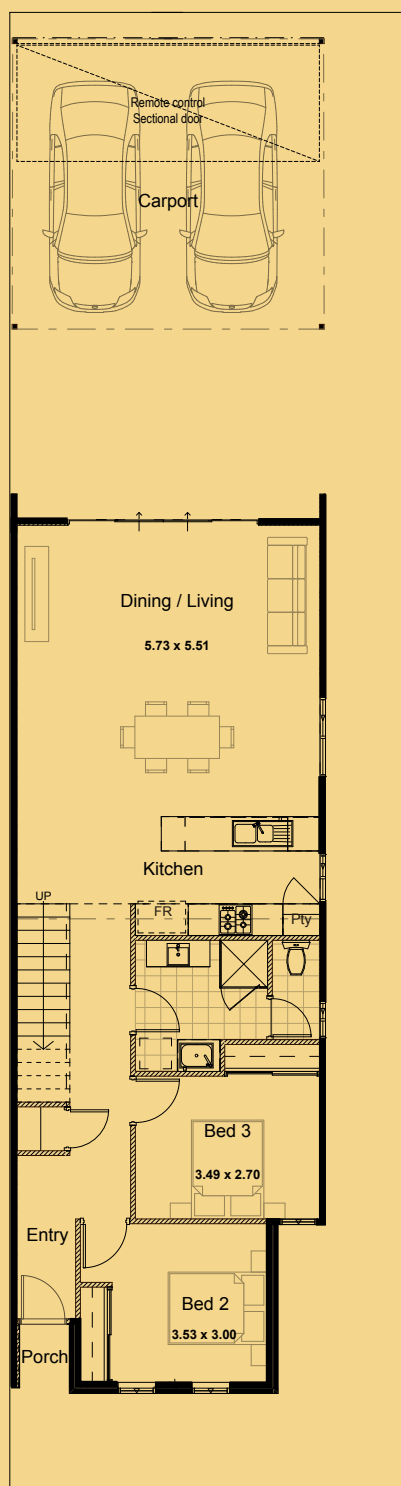 Remote control
Sectional door
Carport
Dining / Living
5.73 x 5.51
Kitchen
UP
FR
Pty
Bed 3
3.49 x 2.70
Entry
Bed 2
3.53 x 3.00
Porch